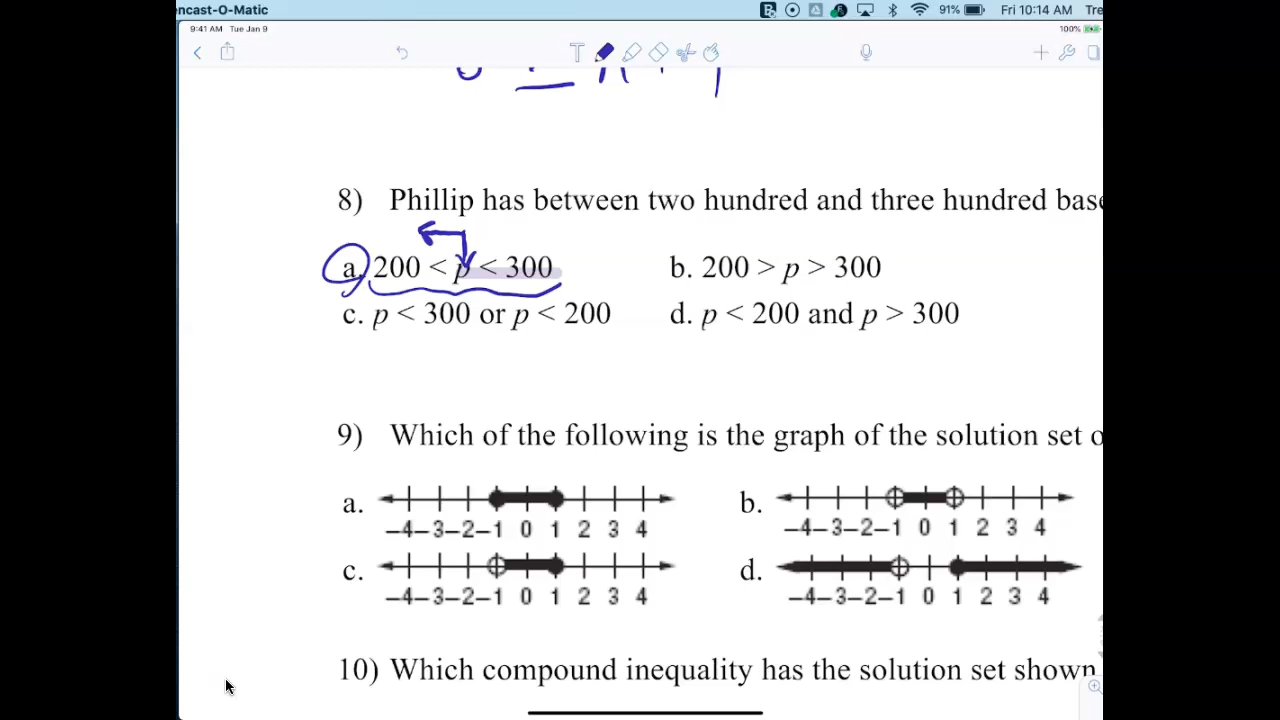 encast-O-Matic 91% Fri 10:14 AM Tre
9:41 AM Tue Jan 9 100%
T
8) Phillip has between two hundred and three hundred base
a. 200 < p < 300 b. 200 > p > 300
c. p < 300 or p < 200 d. p < 200 and p > 300
9) Which of the following is the graph of the solution set o
a. b.
–4–3–2–1 0 1 2 3 4 –4–3–2–1 0 1 2 3 4
c. d.
–4–3–2–1 0 1 2 3 4 –4–3–2–1 0 1 2 3 4
10) Which compound inequality has the solution set shown